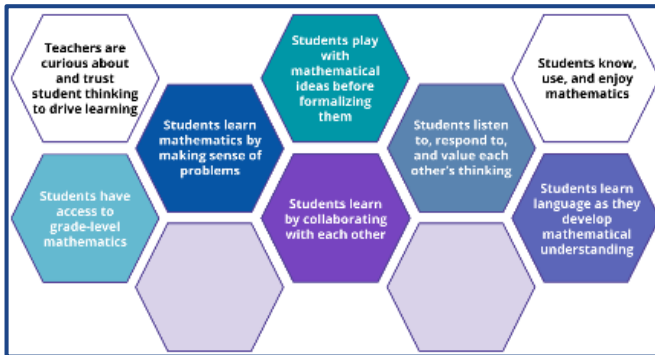 Teachers are
curious about
and trust
student thinking
to drive learning
Students learn
mathematics by
making sense of
problems
Students play
with
mathematical
ideas before
formalizing
them
Students listen
to, respond to,
and value each
other's thinking
Students know,
use, and enjoy
mathematics
Students have
access to
grade-level
mathematics
Students learn
by collaborating
with each other
Students learn
language as they
develop
mathematical
understanding